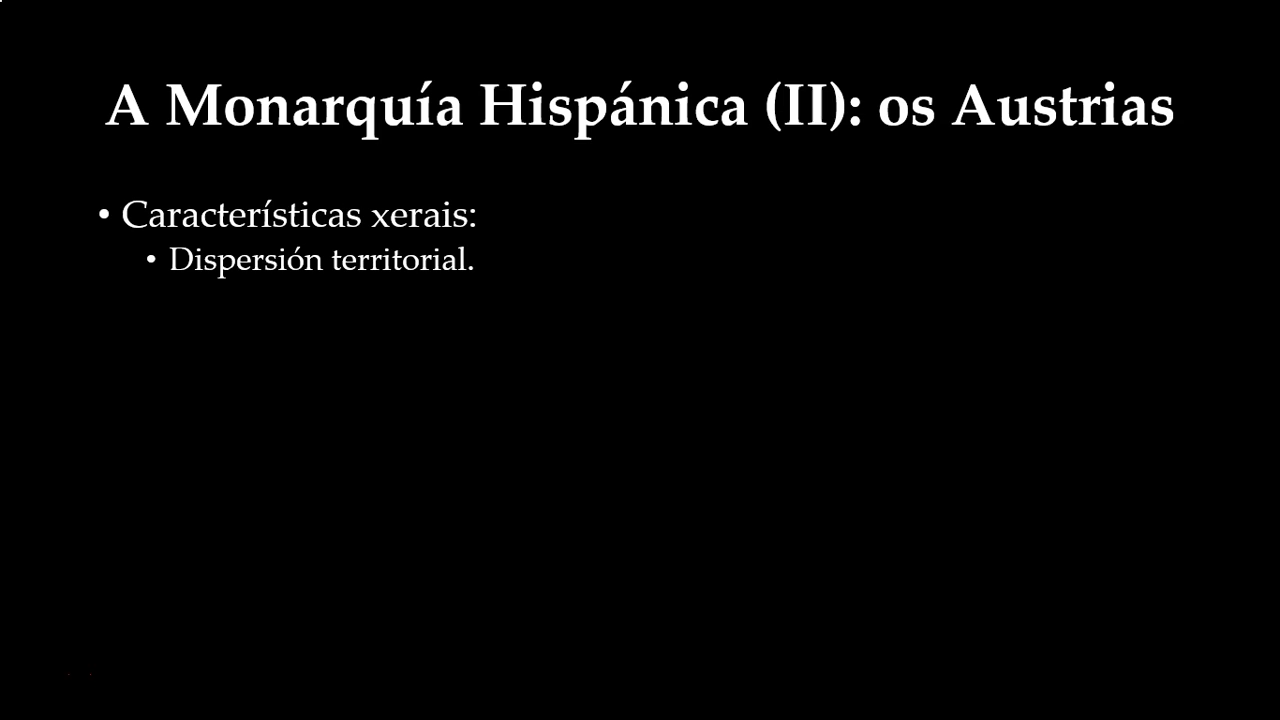 A Monarquía Hispánica (II): os Austrias
• Características xerais:
• Dispersión territorial.